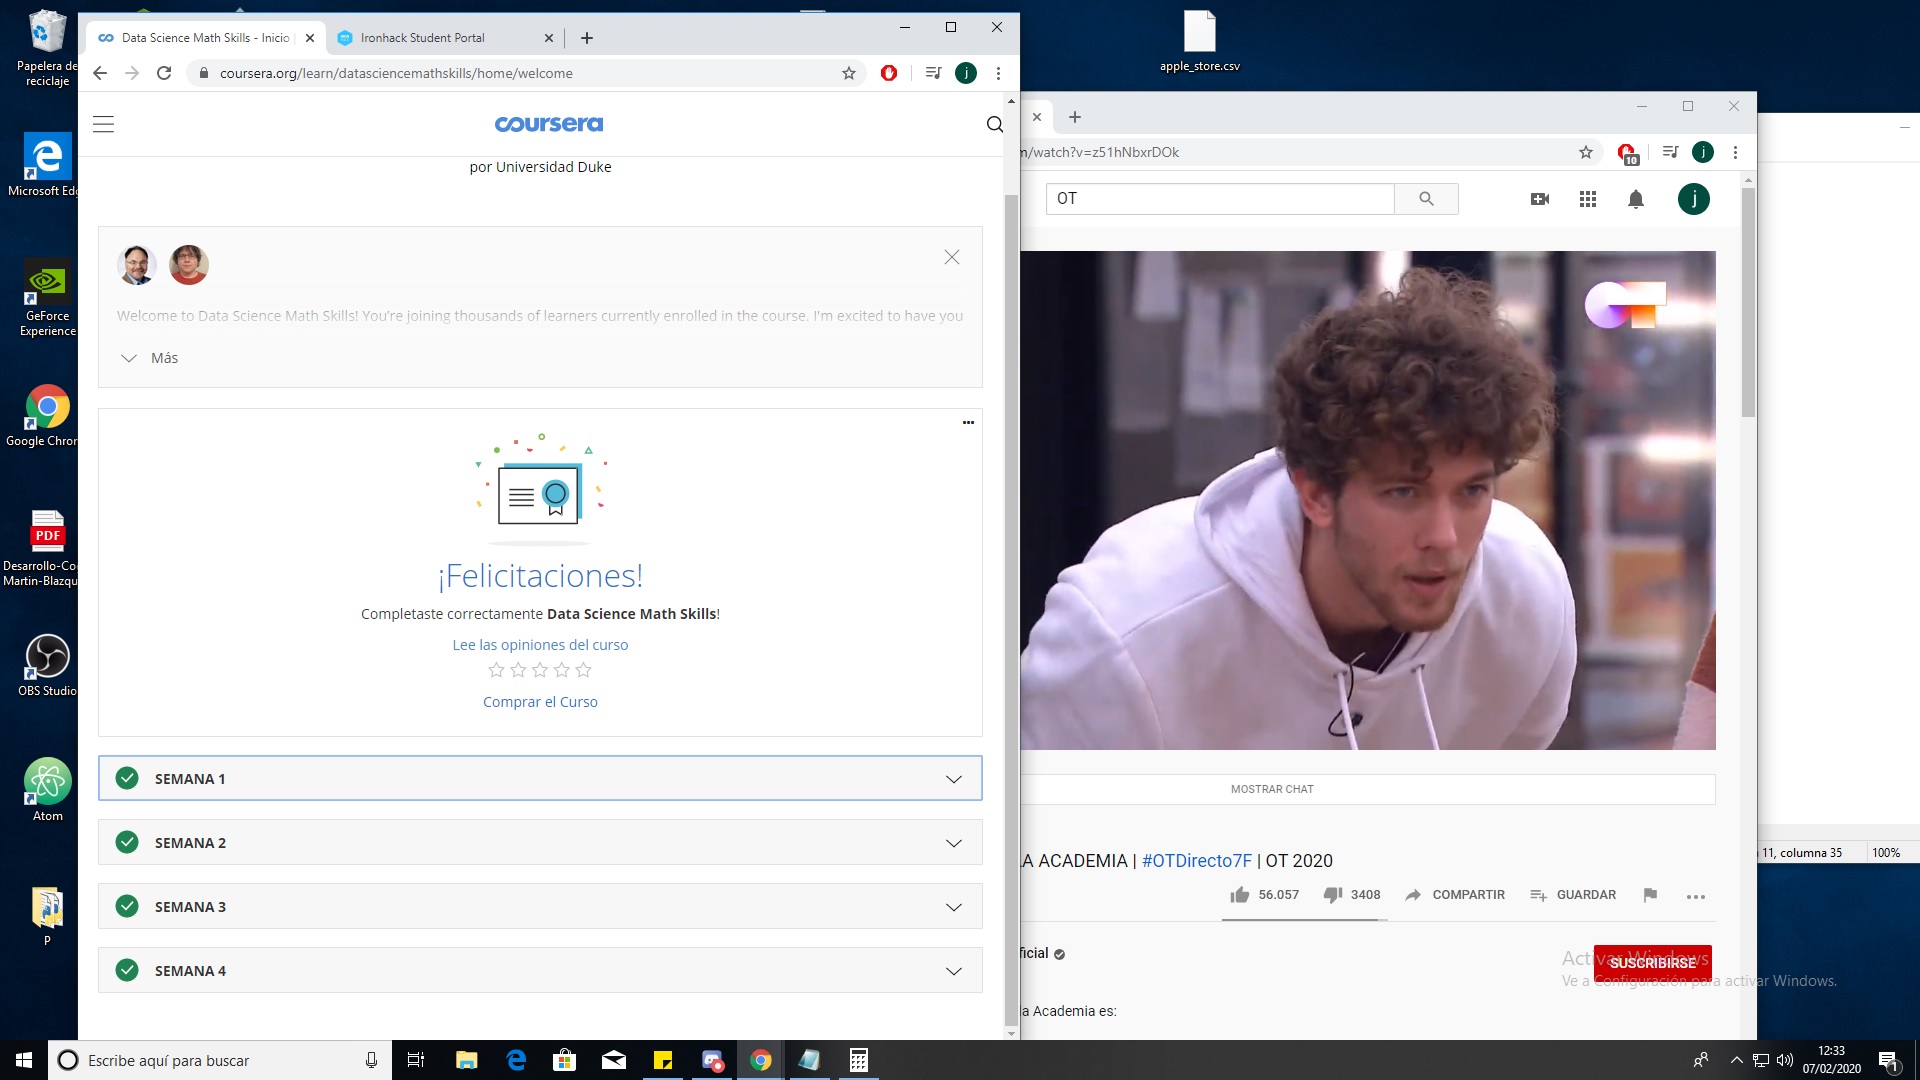 Papelera de
reciclaje
Microsoft Edg
GeForce
Experience
Google Chron
PDF
Desarrollo-Co
Martin-Blazqu
OBS Studio
Atom
P
Data Science Math Skills - Inicio
Ironhack Student Portal
coursera.org/learn/datasciencemathskills/home/welcome
j
coursera
por Universidad Duke
Welcome to Data Science Math Skills! You're joining thousands of learners currently enrolled in the course. I'm excited to have you
Más
¡Felicitaciones!
Completaste correctamente Data Science Math Skills!
Lee las opiniones del curso
Comprar el Curso
SEMANA 1
SEMANA 2
SEMANA 3
SEMANA 4
apple_store.csv
m/watch?v=z51hNbxrDOk
10
j
OT
j
MOSTRAR CHAT
LA ACADEMIA | #OTDirecto7F | OT 2020
56.057
3408
COMPARTIR
GUARDAR
ficial
SUSCRIBIRSE
la Academia es:
11, columna 35
100%
Activar Windows
Ve a Configuración para activar Windows.
Escribe aquí para buscar
12:33
07/02/2020
1